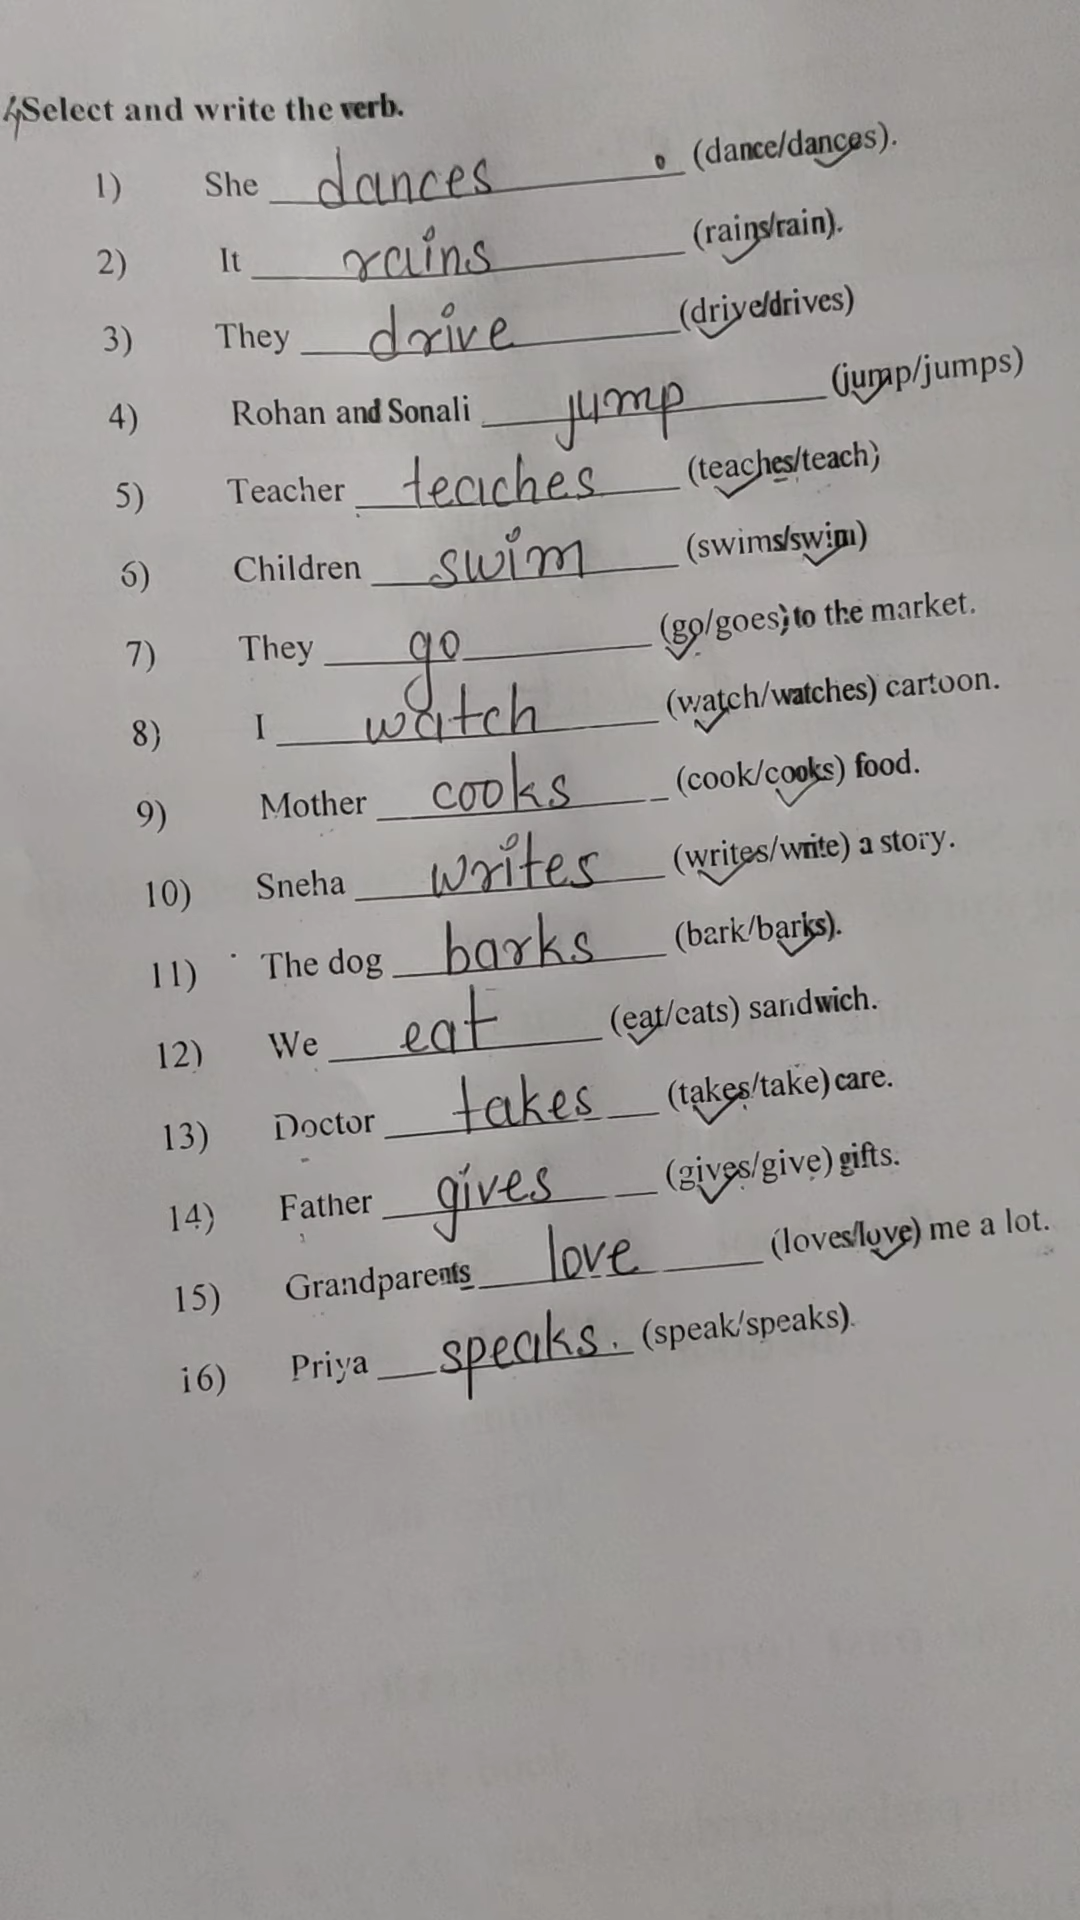 4) Select and write the verb.
1) She dances. (dance/dances).
2) It rains (rains/rain).
3) They drive (drive/drives)
4) Rohan and Sonali jump (jump/jumps)
5) Teacher teaches (teaches/teach)
6) Children swim (swims/swim)
7) They go (go/goes) to the market.
8) I watch (watch/watches) cartoon.
9) Mother cooks (cook/cooks) food.
10) Sneha writes (writes/write) a story.
11) The dog barks (bark/barks).
12) We eat (eat/eats) sandwich.
13) Doctor takes (takes/take) care.
14) Father gives (gives/give) gifts.
15) Grandparents love (loves/love) me a lot.
16) Priya speaks. (speak/speaks).